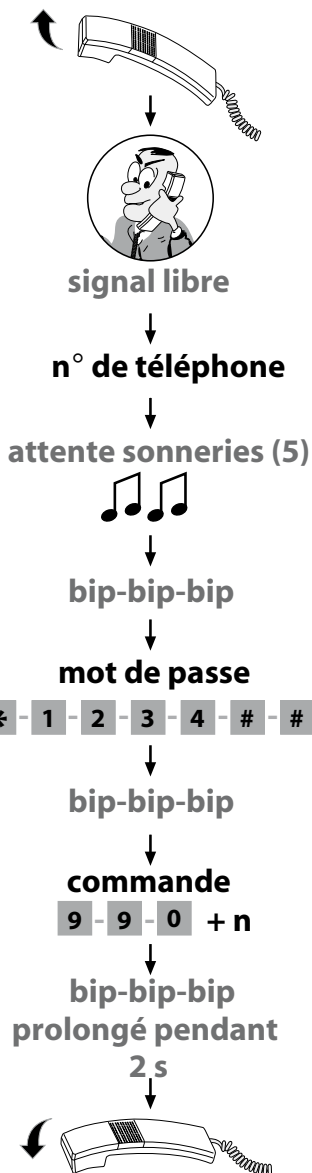 signal libre
n° de téléphone
attente sonneries (5)
bip-bip-bip
mot de passe
* - 1 - 2 - 3 - 4 - # - #
bip-bip-bip
commande
9 - 9 - 0 + n
bip-bip-bip
prolongé pendant
2 s